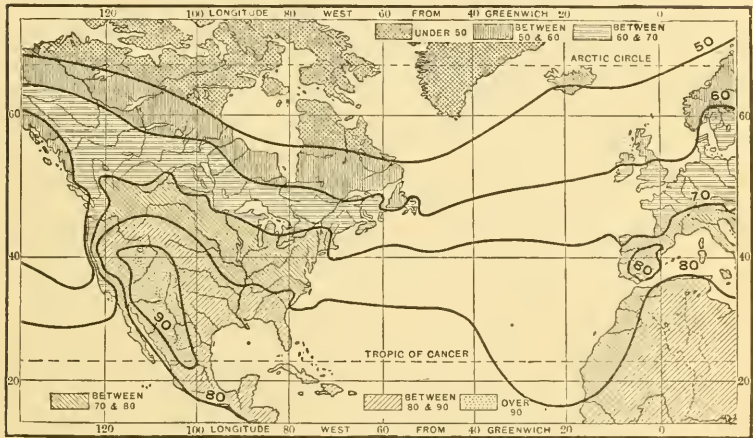 100 LONGITUDE 80 WEST 60 FROM 40 GREENWICH 20 0
UNDER 50
BETWEEN
50 & 60
BETWEEN
60 & 70
50
ARCTIC CIRCLE
60
60
60
70
40
80
80
40
90
TROPIC OF CANCER
20
80
20
BETWEEN
70 & 80
BETWEEN
80 & 90
OVER
90
100 LONGITUDE 80 WEST 60 FROM 40 GREENWICH 20 0